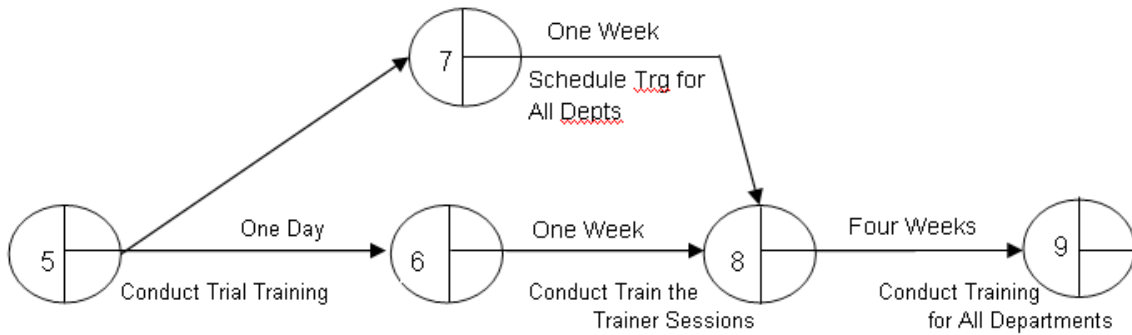 One Week
7
Schedule Trg for
All Depts
One Day
One Week
Four Weeks
5
6
8
9
Conduct Trial Training
Conduct Train the
Trainer Sessions
Conduct Training
for All Departments